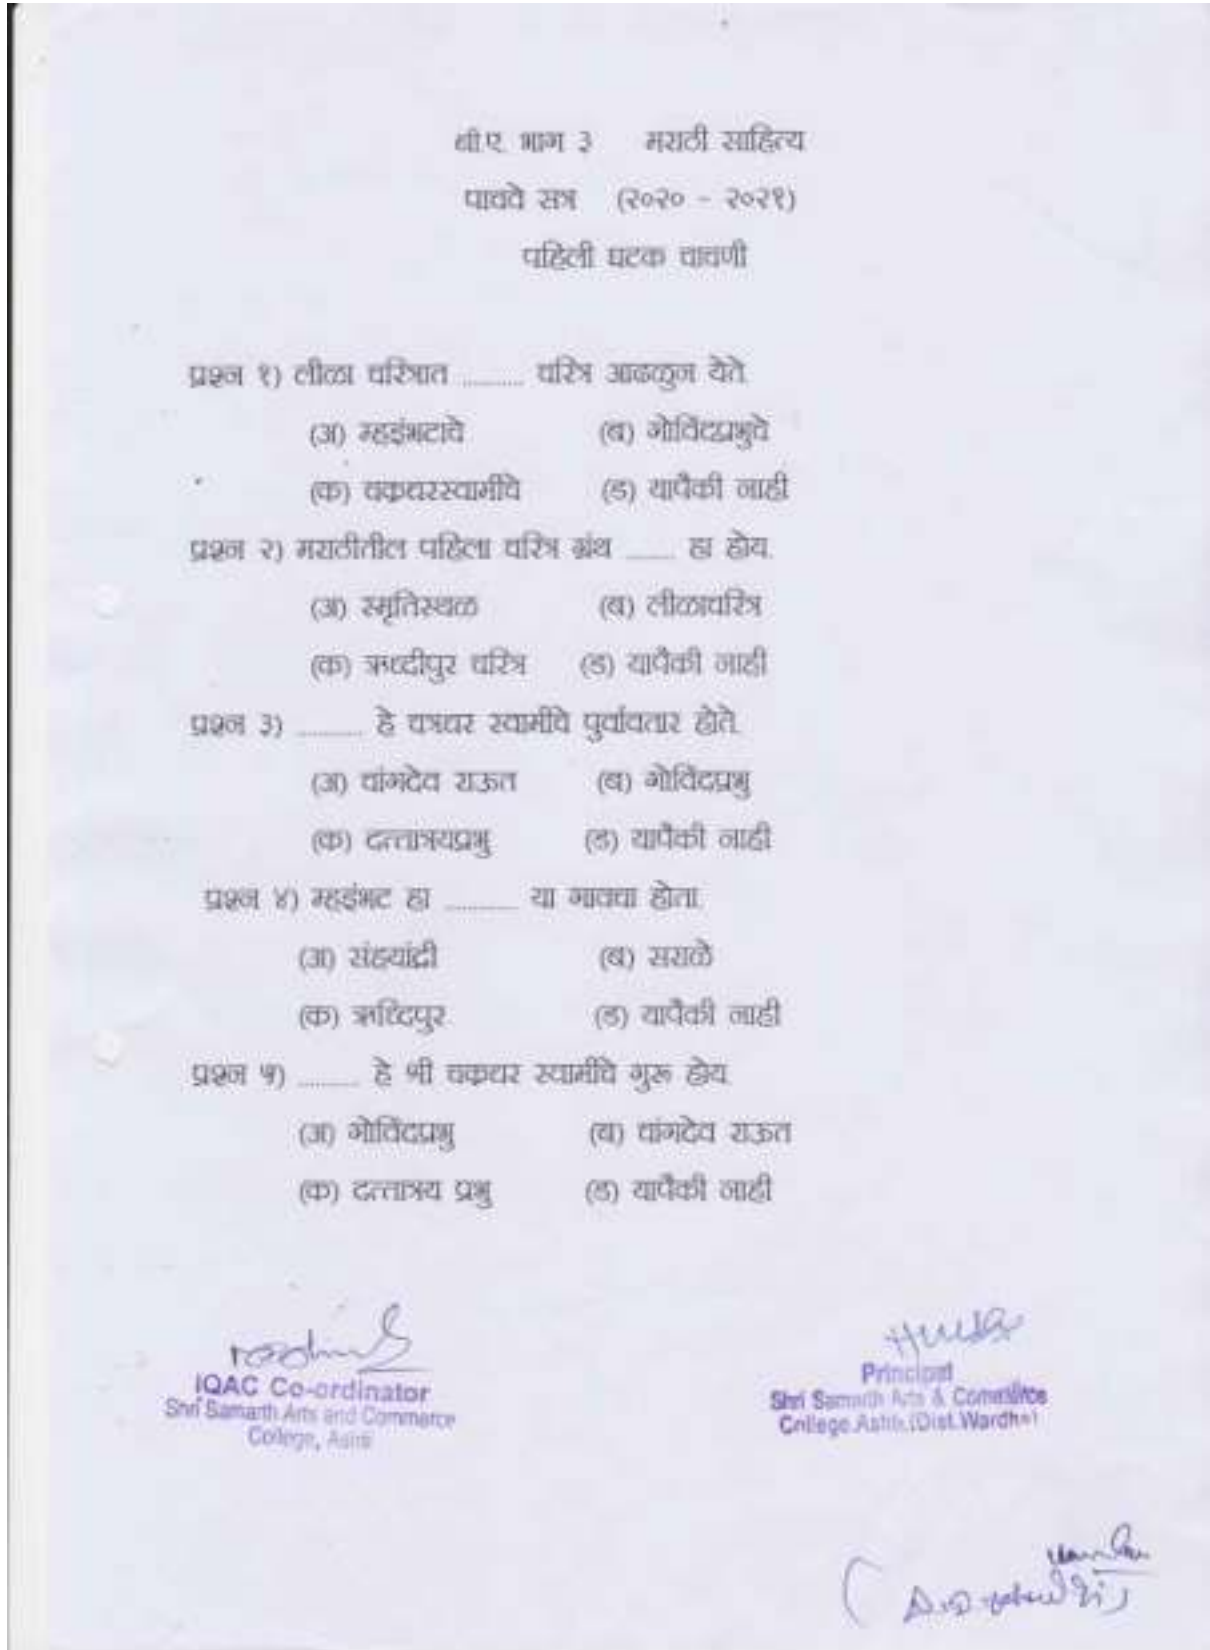 बी.ए. भाग ३ मराठी साहित्य
पाचवे सत्र (२०२० - २०२१)
पहिली घटक चाचणी
प्रश्न १) लीळा चरित्रात ......... चरित्र आढळुन येते.
(अ) म्हइंभटाचे (ब) गोविंदप्रभुचे
(क) चक्रधरस्वामींचे (ड) यापैकी नाही
प्रश्न २) मराठीतील पहिला चरित्र ग्रंथ ....... हा होय.
(अ) स्मृतिस्थळ (ब) लीळाचरित्र
(क) ऋध्दीपुर चरित्र (ड) यापैकी नाही
प्रश्न ३) .......... हे चक्रधर स्वामींचे पुर्वावतार होते.
(अ) चांगदेव राऊत (ब) गोविंदप्रभु
(क) दत्तात्रयप्रभु (ड) यापैकी नाही
प्रश्न ४) म्हइंभट हा ........... या गावचा होता.
(अ) संहयांद्री (ब) सराळे
(क) ऋध्दिपुर (ड) यापैकी नाही
प्रश्न ५) ......... हे श्री चक्रधर स्वामींचे गुरू होय.
(अ) गोविंदप्रभु (ब) चांगदेव राऊत
(क) दत्तात्रय प्रभु (ड) यापैकी नाही
IQAC Co-ordinator
Shri Samarth Arts and Commerce
College, Ashti
Principal
Shri Samarth Arts & Commerce
College.Ashti.(Dist.Wardha)